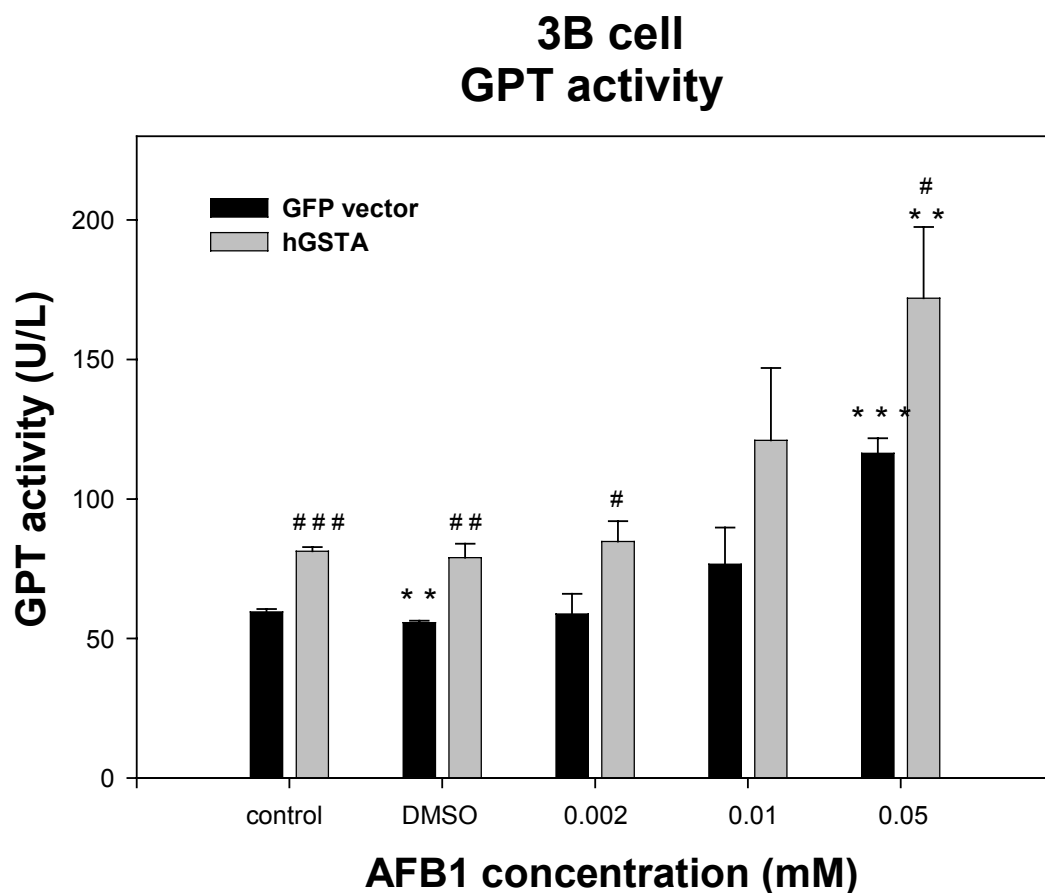 3B cell
GPT activity
GFP vector
hGSTA
GPT activity (U/L)
200
150
100
50
0
#
* *
* * *
# # #
# #
#
* *
control DMSO 0.002 0.01 0.05
AFB1 concentration (mM)